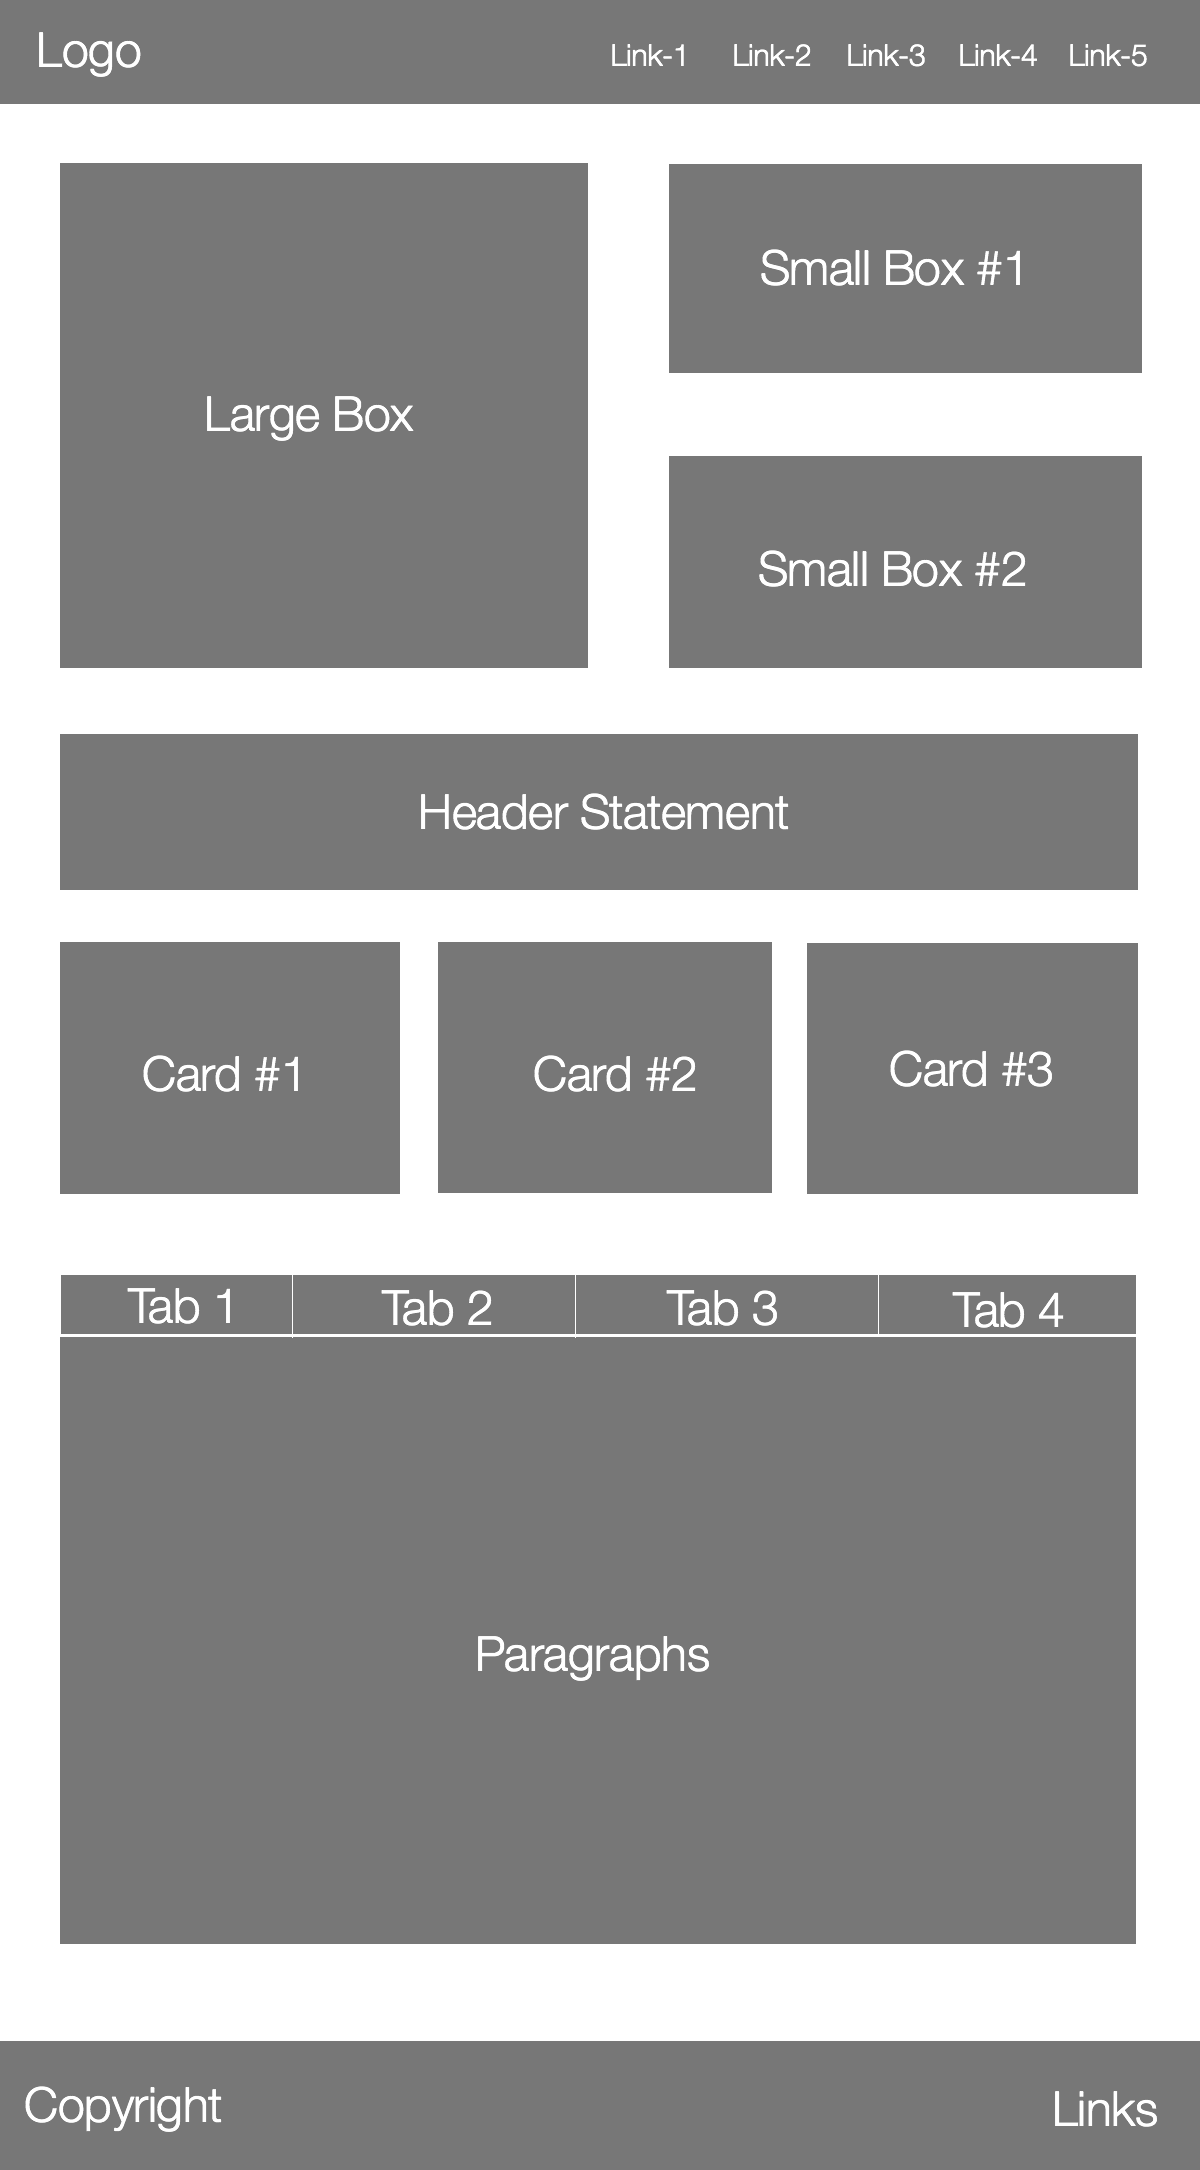 Logo
Link-1 Link-2 Link-3 Link-4 Link-5
Large Box
Small Box #1
Small Box #2
Header Statement
Card #1
Card #2
Card #3
Tab 1 Tab 2 Tab 3 Tab 4
Paragraphs
Copyright
Links